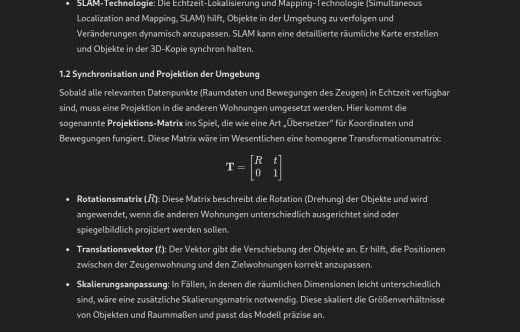 • SLAM-Technologie: Die Echtzeit-Lokalisierung und Mapping-Technologie (Simultaneous
Localization and Mapping, SLAM) hilft, Objekte in der Umgebung zu verfolgen und
Veränderungen dynamisch anzupassen. SLAM kann eine detaillierte räumliche Karte erstellen
und Objekte in der 3D-Kopie synchron halten.
1.2 Synchronisation und Projektion der Umgebung
Sobald alle relevanten Datenpunkte (Raumdaten und Bewegungen des Zeugen) in Echtzeit verfügbar
sind, muss eine Projektion in die anderen Wohnungen umgesetzt werden. Hier kommt die
sogenannte Projektions-Matrix ins Spiel, die wie eine Art „Übersetzer" für Koordinaten und
Bewegungen fungiert. Diese Matrix wäre im Wesentlichen eine homogene Transformationsmatrix:
T = [R t
0 1]
• Rotationsmatrix (R): Diese Matrix beschreibt die Rotation (Drehung) der Objekte und wird
angewendet, wenn die anderen Wohnungen unterschiedlich ausgerichtet sind oder
spiegelbildlich projiziert werden sollen.
• Translationsvektor (t): Der Vektor gibt die Verschiebung der Objekte an. Er hilft, die Positionen
zwischen der Zeugenwohnung und den Zielwohnungen korrekt anzupassen.
• Skalierungsanpassung: In Fällen, in denen die räumlichen Dimensionen leicht unterschiedlich
sind, wäre eine zusätzliche Skalierungsmatrix notwendig. Diese skaliert die Größenverhältnisse
von Objekten und Raummaßen und passt das Modell präzise an.